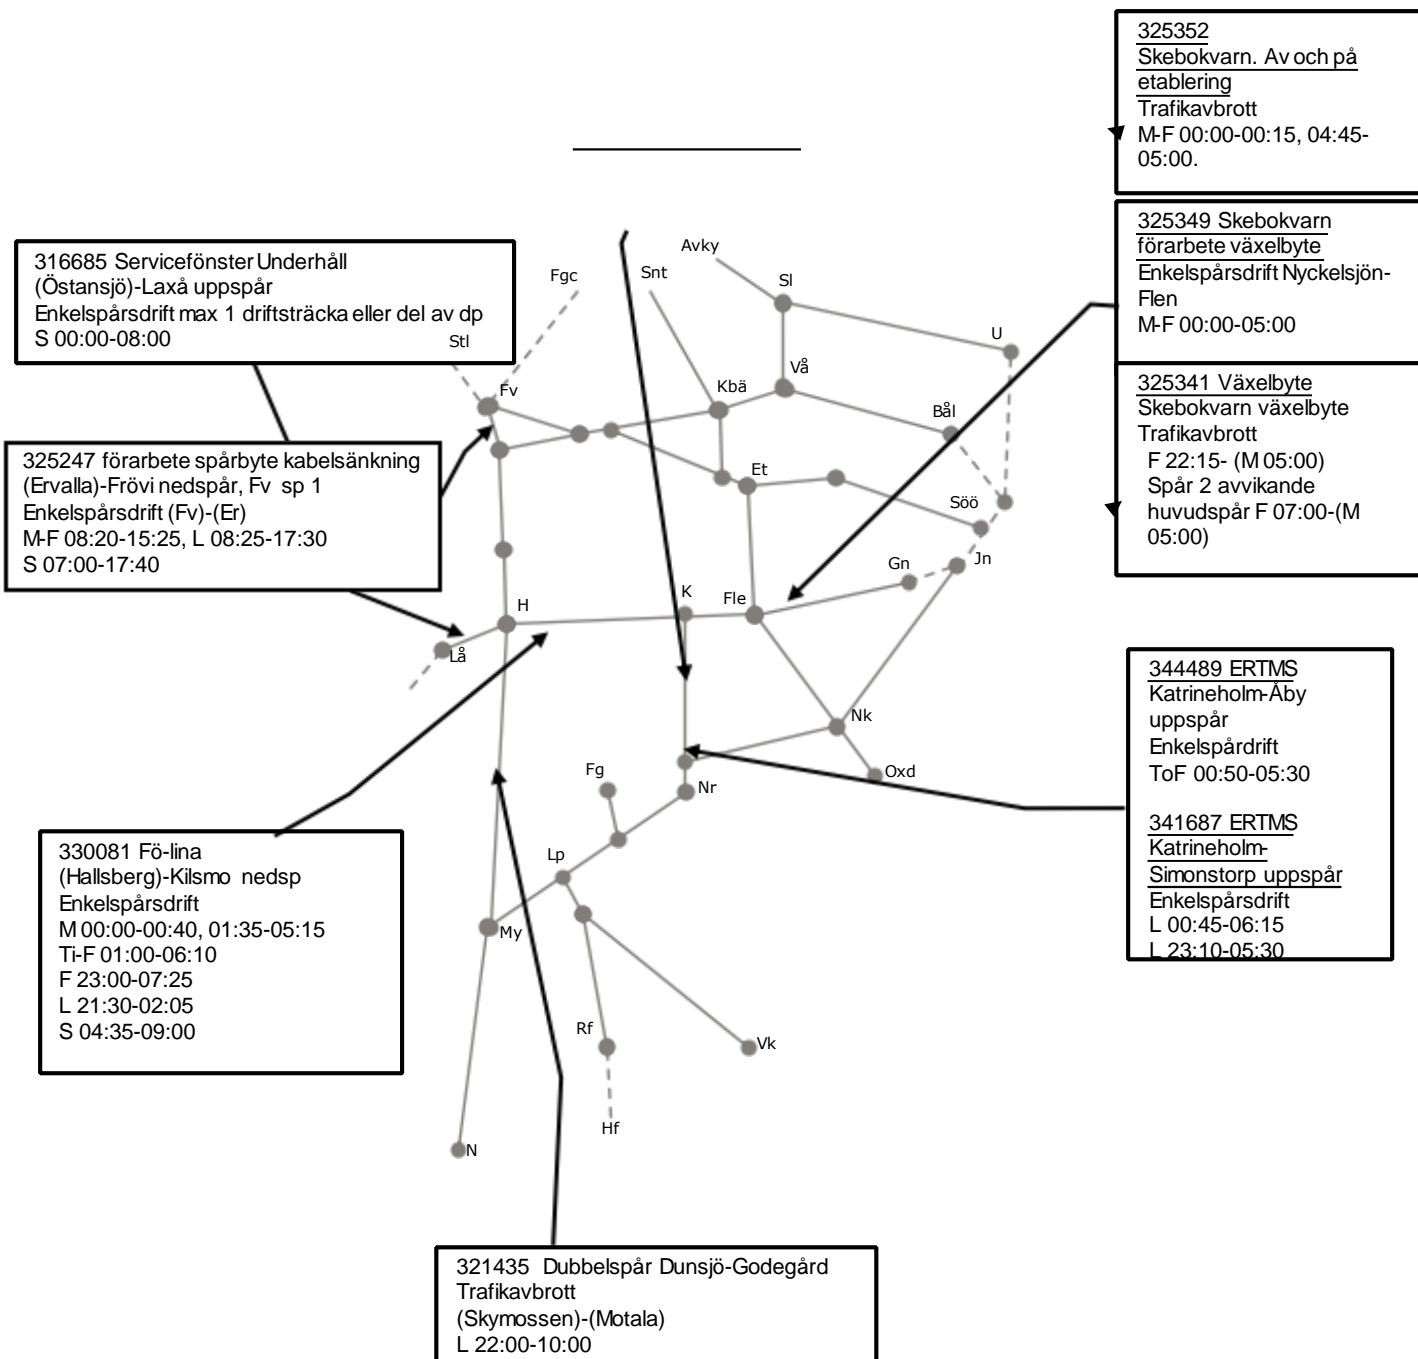 325352
Skebokvarn. Av och på
etablering
Trafikavbrott
M-F 00:00-00:15, 04:45-
05:00.
325349 Skebokvarn
förarbete växelbyte
Enkelspårsdrift Nyckelsjön-
Flen
M-F 00:00-05:00
325341 Växelbyte
Skebokvarn växelbyte
Trafikavbrott
F 22:15- (M 05:00)
Spår 2 avvikande
huvudspår F 07:00-(M
05:00)
316685 Servicefönster Underhåll
(Östansjö)-Laxå uppspår
Enkelspårsdrift max 1 driftsträcka eller del av dp
S 00:00-08:00
325247 förarbete spårbyte kabelsänkning
(Ervalla)-Frövi nedspår, Fv sp 1
Enkelspårsdrift (Fv)-(Er)
M-F 08:20-15:25, L 08:25-17:30
S 07:00-17:40
Avky
Snt
Fgc
Sl
U
Stl
Vå
Fv
Kbä
Bål
Et
Söö
Jn
Gn
K
Fle
H
Lå
Nk
Oxd
Fg
Nr
Lp
My
Rf
Vk
Hf
N
344489 ERTMS
Katrineholm-Åby
uppspår
Enkelspårdrift
ToF 00:50-05:30
341687 ERTMS
Katrineholm-
Simonstorp uppspår
Enkelspårsdrift
L 00:45-06:15
L 23:10-05:30
330081 Fö-lina
(Hallsberg)-Kilsmo nedsp
Enkelspårsdrift
M 00:00-00:40, 01:35-05:15
Ti-F 01:00-06:10
F 23:00-07:25
L 21:30-02:05
S 04:35-09:00
321435 Dubbelspår Dunsjö-Godegård
Trafikavbrott
(Skymossen)-(Motala)
L 22:00-10:00